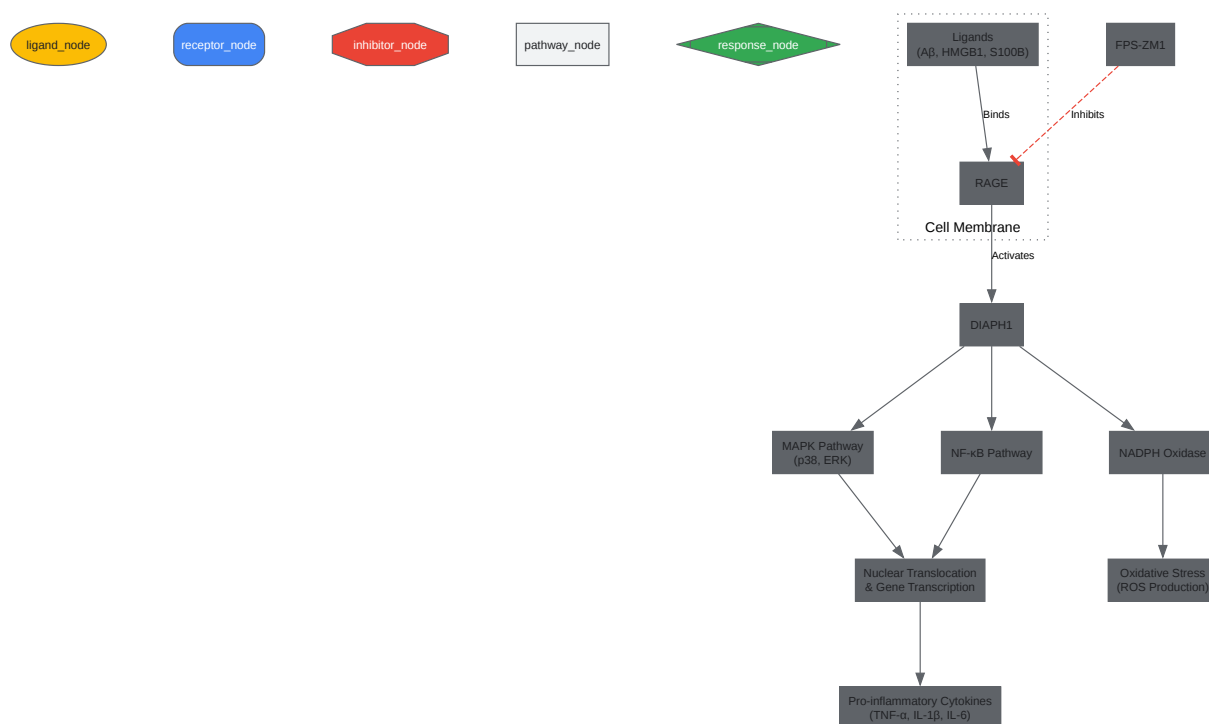 ligand_node
receptor_node
inhibitor_node
pathway_node
response_node
Ligands
(Aβ, HMGB1, S100B)
FPS-ZM1
Binds
Inhibits
RAGE
Cell Membrane
Activates
DIAPH1
MAPK Pathway
(p38, ERK)
NF-κB Pathway
NADPH Oxidase
Nuclear Translocation
& Gene Transcription
Oxidative Stress
(ROS Production)
Pro-inflammatory Cytokines
(TNF-α, IL-1β, IL-6)